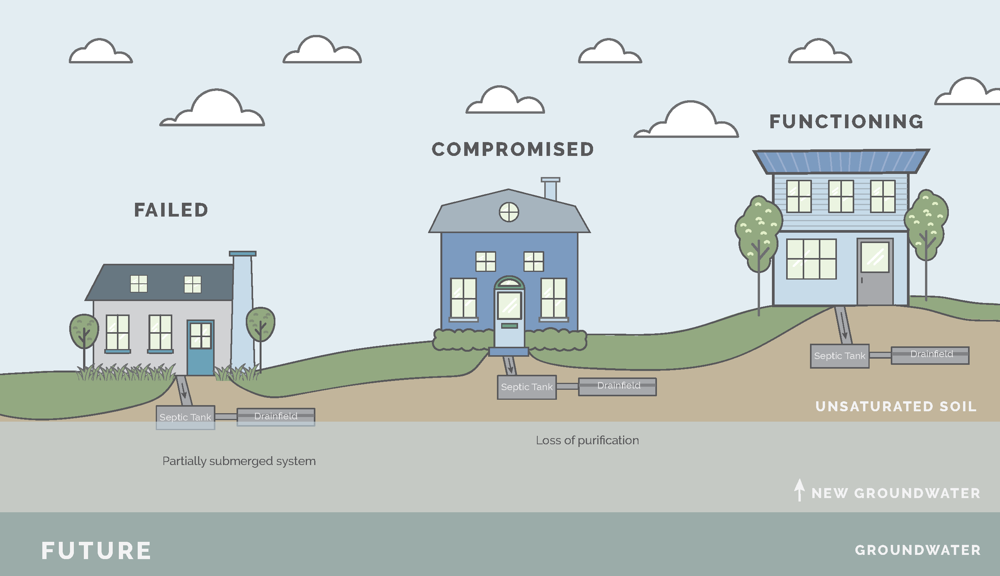 FUNCTIONING
COMPROMISED
FAILED
Septic Tank
Drainfield
Septic Tank
Drainfield
UNSATURATED SOIL
Septic Tank
Drainfield
Loss of purification
Partially submerged system
NEW GROUNDWATER
FUTURE
GROUNDWATER